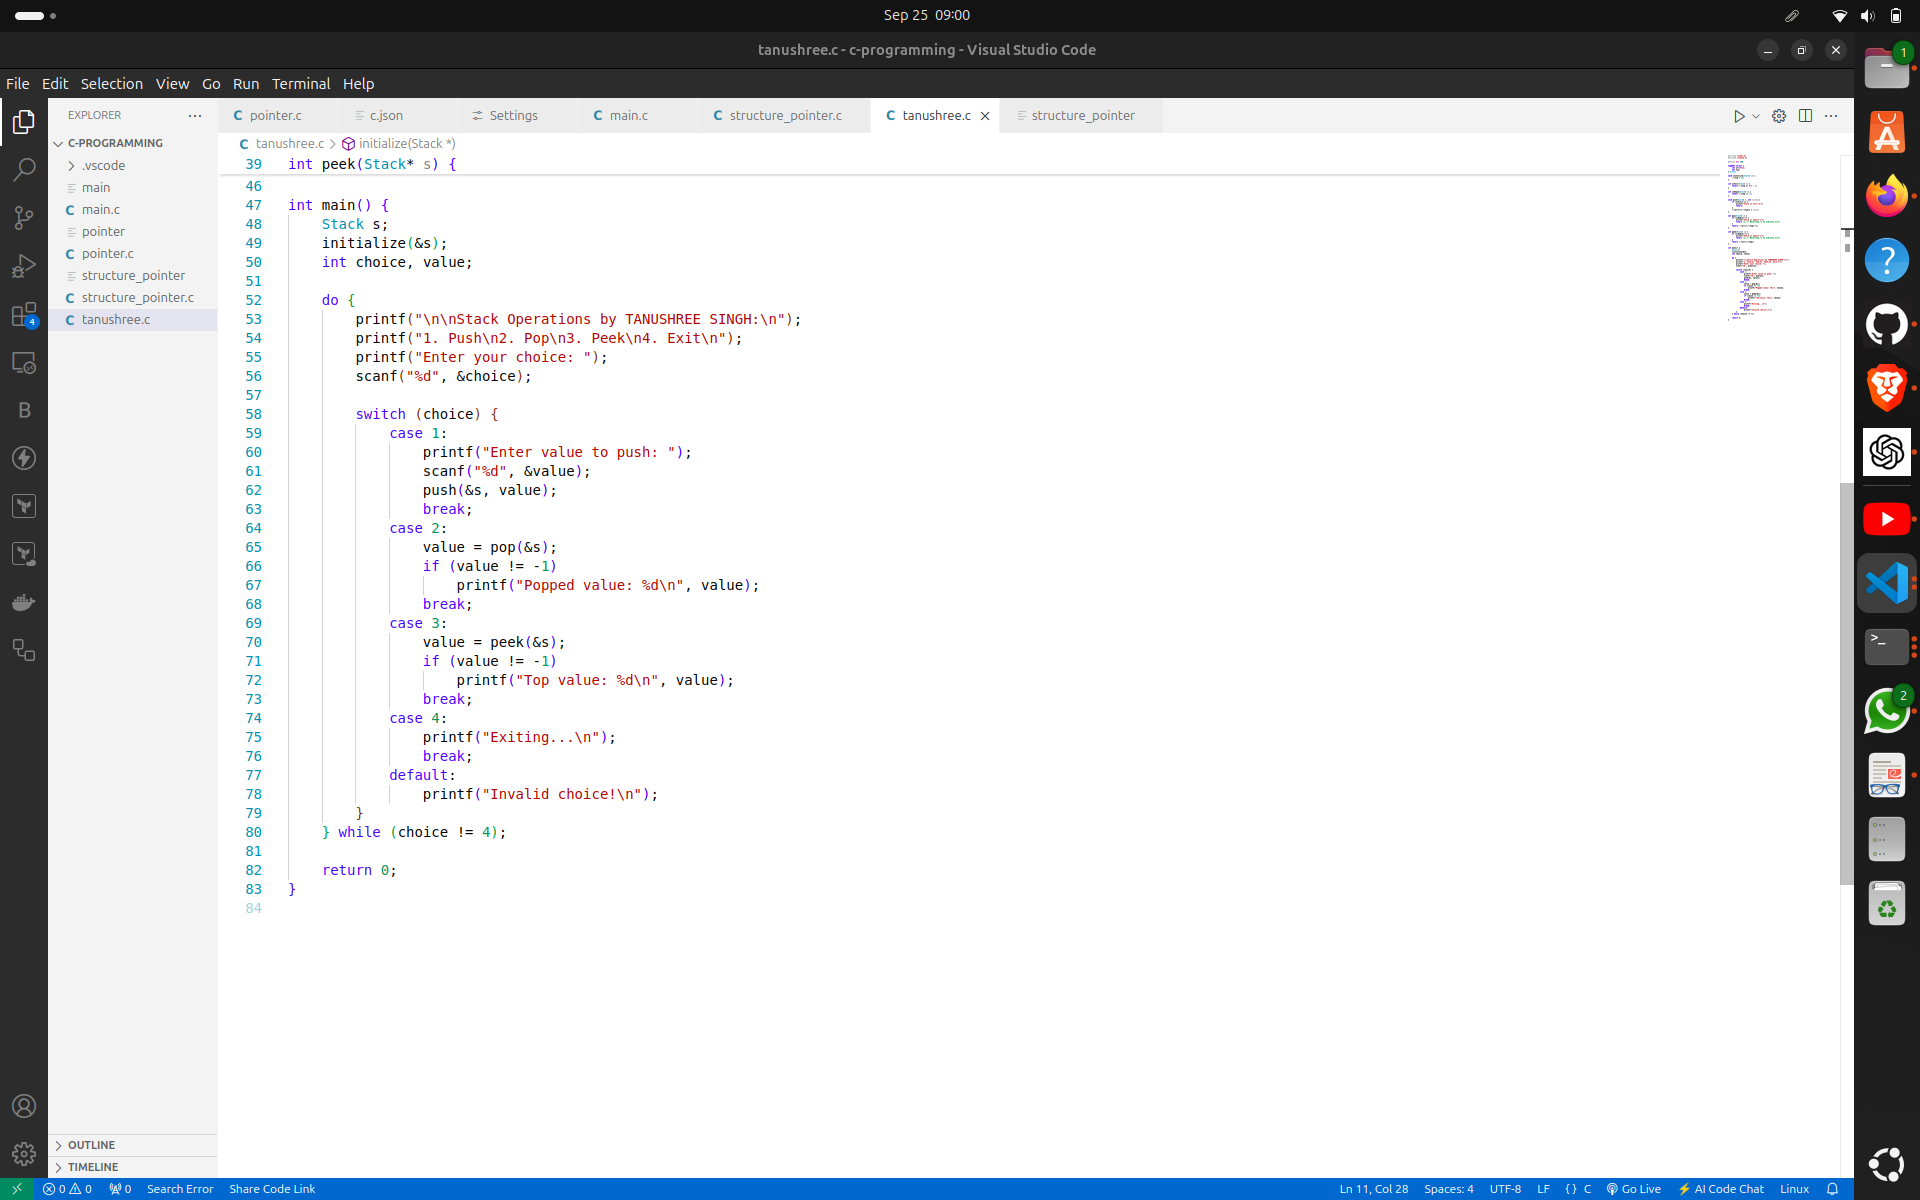 Sep 25 09:00
tanushree.c - c-programming - Visual Studio Code
File Edit Selection View Go Run Terminal Help
EXPLORER
pointer.c
c.json
Settings
main.c
structure_pointer.c
tanushree.c
structure_pointer
C-PROGRAMMING
.vscode
main
main.c
pointer
pointer.c
structure_pointer
structure_pointer.c
tanushree.c
OUTLINE
TIMELINE
tanushree.c > initialize(Stack *)
39 int peek(Stack* s) {
46
47 int main() {
48     Stack s;
49     initialize(&s);
50     int choice, value;
51
52     do {
53         printf("\n\nStack Operations by TANUSHREE SINGH:\n");
54         printf("1. Push\n2. Pop\n3. Peek\n4. Exit\n");
55         printf("Enter your choice: ");
56         scanf("%d", &choice);
57
58         switch (choice) {
59             case 1:
60                 printf("Enter value to push: ");
61                 scanf("%d", &value);
62                 push(&s, value);
63                 break;
64             case 2:
65                 value = pop(&s);
66                 if (value != -1)
67                     printf("Popped value: %d\n", value);
68                 break;
69             case 3:
70                 value = peek(&s);
71                 if (value != -1)
72                     printf("Top value: %d\n", value);
73                 break;
74             case 4:
75                 printf("Exiting...\n");
76                 break;
77             default:
78                 printf("Invalid choice!\n");
79         }
80     } while (choice != 4);
81
82     return 0;
83 }
84
1
2
4
B
0 0 0 Search Error Share Code Link
Ln 11, Col 28 Spaces: 4 UTF-8 LF {} C Go Live AI Code Chat Linux